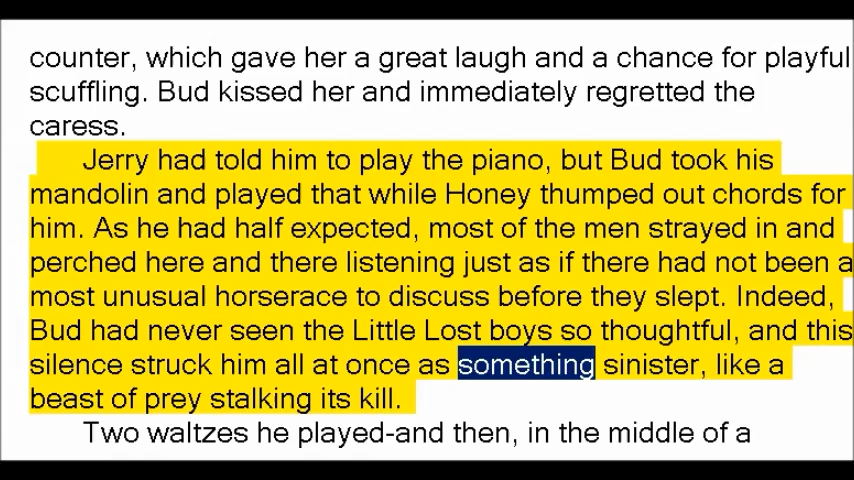 counter, which gave her a great laugh and a chance for playful
scuffling. Bud kissed her and immediately regretted the
caress.
Jerry had told him to play the piano, but Bud took his
mandolin and played that while Honey thumped out chords for
him. As he had half expected, most of the men strayed in and
perched here and there listening just as if there had not been a
most unusual horserace to discuss before they slept. Indeed,
Bud had never seen the Little Lost boys so thoughtful, and this
silence struck him all at once as something sinister, like a
beast of prey stalking its kill.
Two waltzes he played-and then, in the middle of a